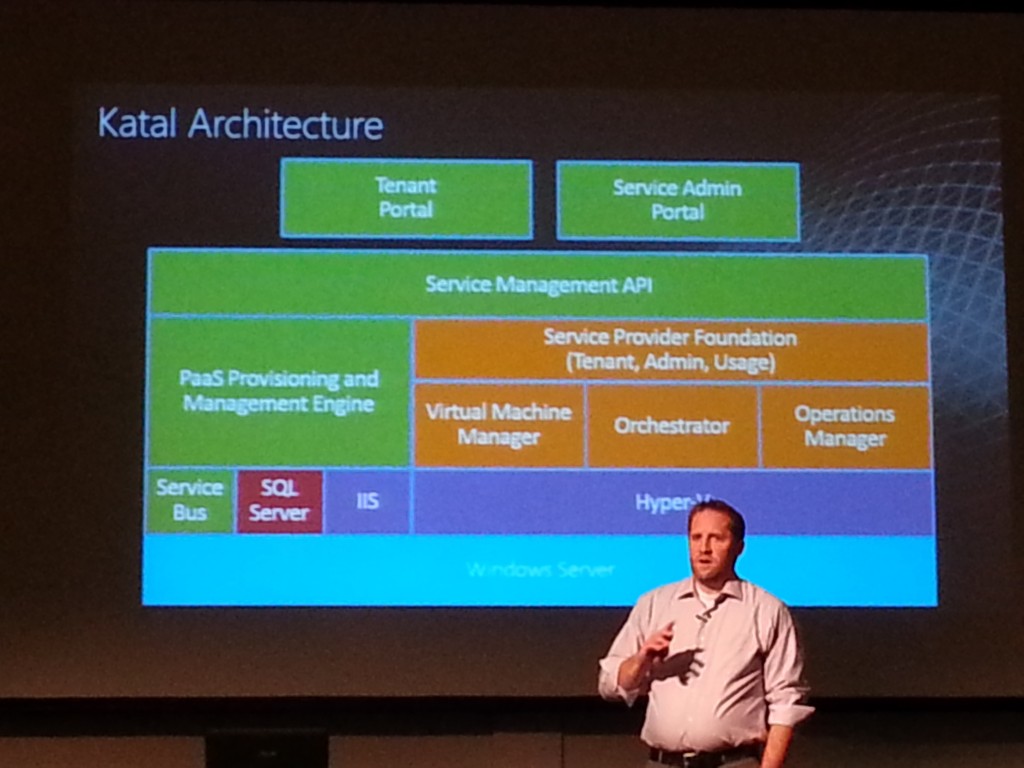 Katal Architecture
Tenant
Portal
Service Admin
Portal
Service Management API
PaaS Provisioning and
Management Engine
Service Provider Foundation
(Tenant, Admin, Usage)
Virtual Machine
Manager
Orchestrator
Operations
Manager
Service
Bus
SQL
Server
IIS
Hyper-V
Windows Server